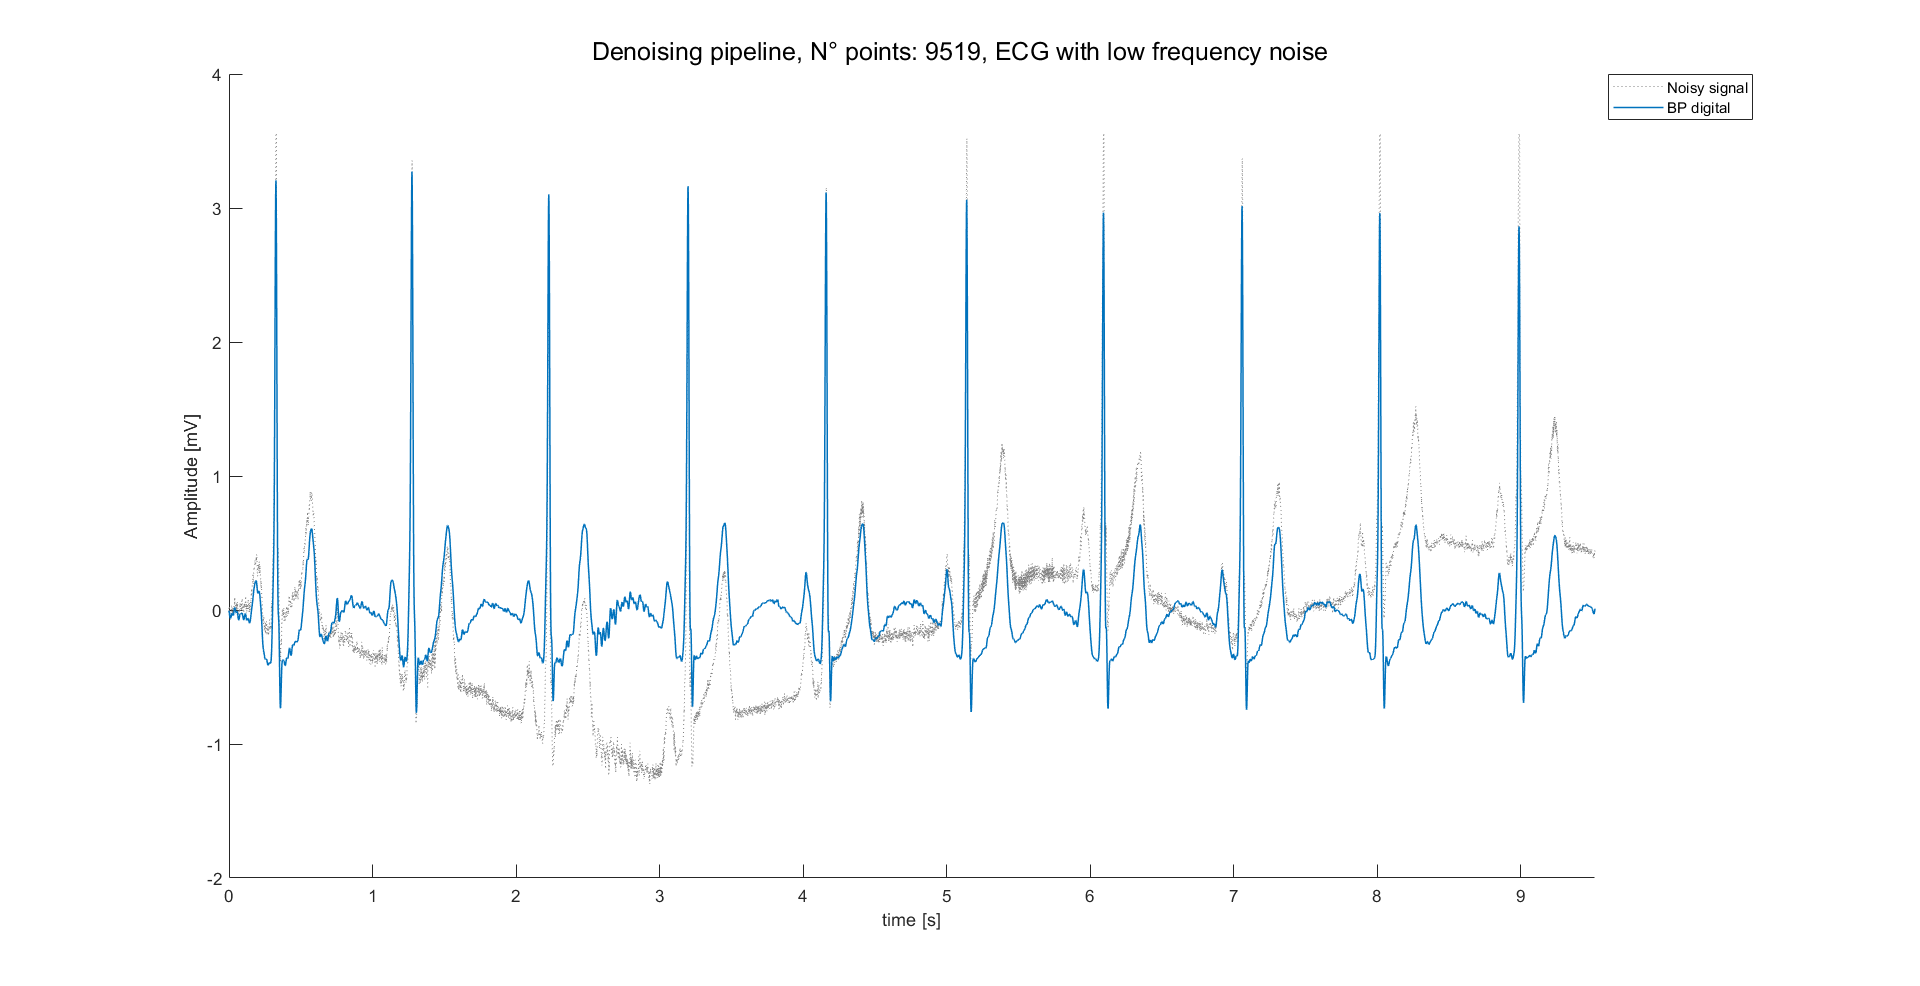 Denoising pipeline, N° points: 9519, ECG with low frequency noise
Noisy signal
BP digital
Amplitude [mV]
4
3
2
1
0
-1
-2
0 1 2 3 4 5 6 7 8 9
time [s]